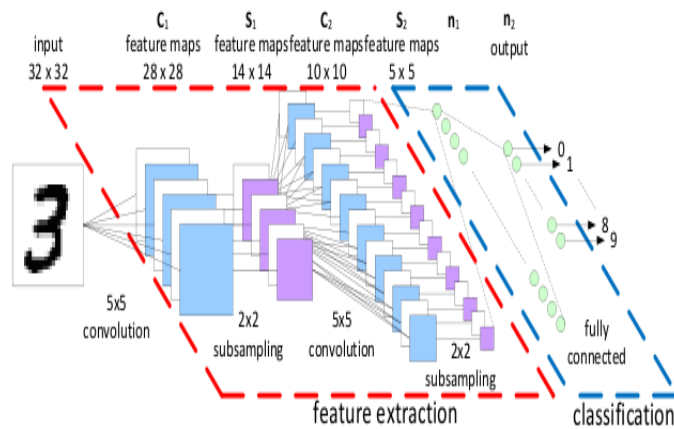 C1 S1 C2 S2 n1 n2
input feature maps feature maps feature maps feature maps output
32 x 32 28 x 28 14 x 14 10 x 10 5 x 5
0
1
3
8
9
5x5
convolution
2x2
subsampling
5x5
convolution
2x2
subsampling
fully
connected
feature extraction
classification